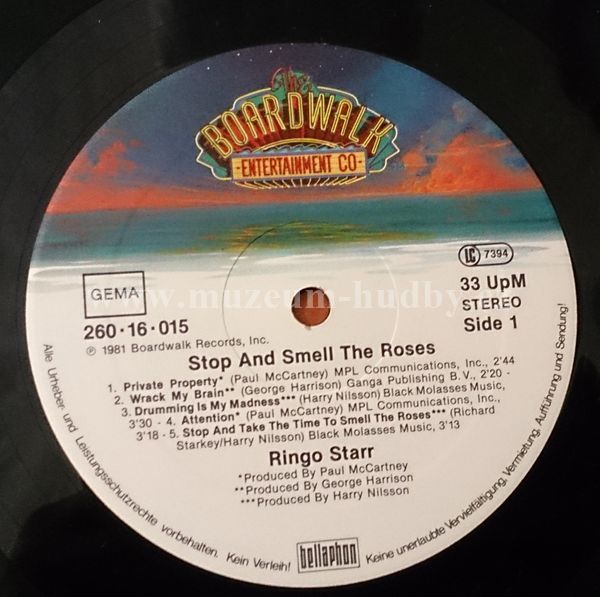 The
BOARDWALK
ENTERTAINMENT CO
LC 7394
GEMA
33 UpM
STEREO
Side 1
260·16·015
℗ 1981 Boardwalk Records, Inc.
www.muzeum-hudby
Stop And Smell The Roses
1. Private Property* (Paul McCartney) MPL Communications, Inc., 2'44
2. Wrack My Brain** (George Harrison) Ganga Publishing B.V., 2'20 -
3. Drumming Is My Madness*** (Harry Nilsson) Black Molasses Music,
3'30 - 4. Attention* (Paul McCartney) MPL Communications, Inc.,
3'18 - 5. Stop And Take The Time To Smell The Roses*** (Richard
Starkey/Harry Nilsson) Black Molasses Music, 3'13
Ringo Starr
*Produced By Paul McCartney
**Produced By George Harrison
***Produced By Harry Nilsson
bellaphon
Alle Urheber- und Leistungsschutzrechte vorbehalten. Kein Verleih! Keine unerlaubte Vervielfältigung, Vermietung, Aufführung und Sendung!